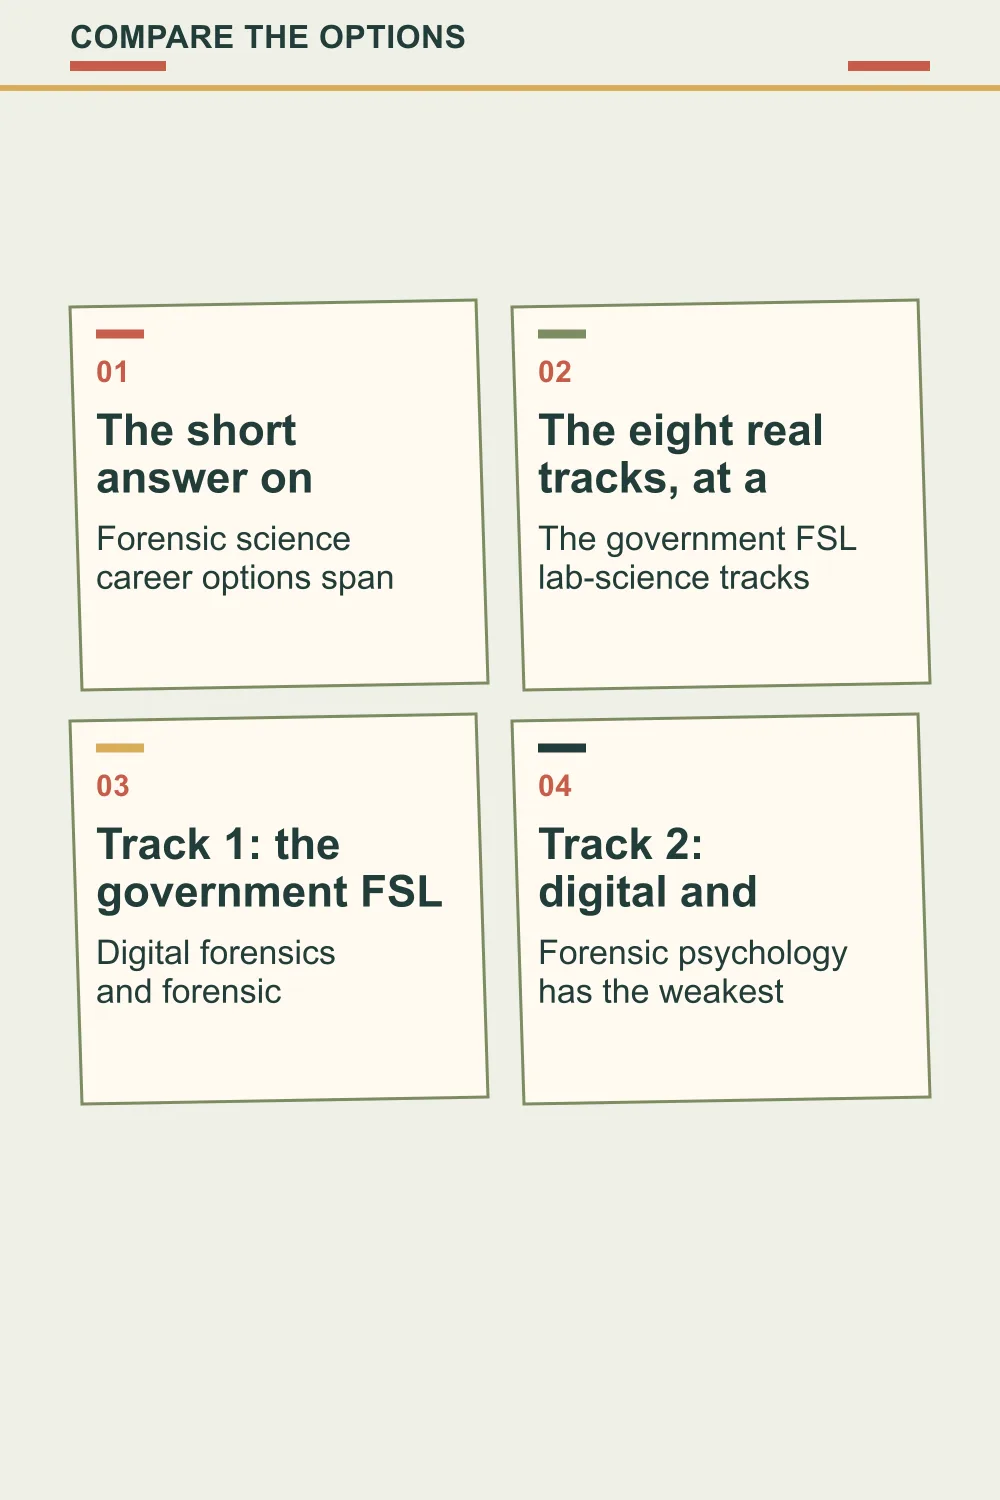 COMPARE THE OPTIONS
01
The short
answer on
Forensic science
career options span
02
The eight real
tracks, at a
The government FSL
lab-science tracks
03
Track 1: the
government FSL
Digital forensics
and forensic
04
Track 2:
digital and
Forensic psychology
has the weakest